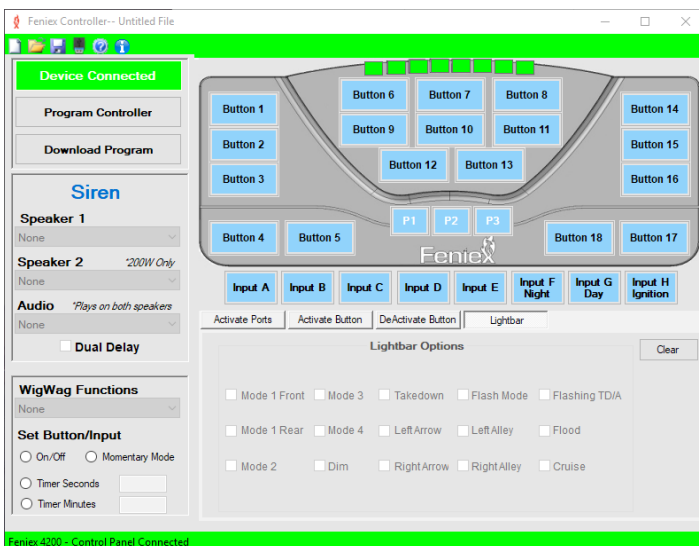 Feniex Controller-- Untitled File
Device Connected
Program Controller
Download Program
Siren
Speaker 1
None
Speaker 2 *200W Only
None
Audio *Plays on both speakers
None
Dual Delay
WigWag Functions
None
Set Button/Input
On/Off Momentary Mode
Timer Seconds
Timer Minutes
Button 6 Button 7 Button 8
Button 1 Button 14
Button 9 Button 10 Button 11
Button 2 Button 15
Button 12 Button 13
Button 3 Button 16
P1 P2 P3
Button 4 Button 5 Button 18 Button 17
Feniex
Input A Input B Input C Input D Input E Input F Night Input G Day Input H Ignition
Activate Ports Activate Button DeActivate Button Lightbar
Lightbar Options Clear
Mode 1 Front Mode 3 Takedown Flash Mode Flashing TD/A
Mode 1 Rear Mode 4 Left Arrow Left Alley Flood
Mode 2 Dim Right Arrow Right Alley Cruise
Feniex 4200 - Control Panel Connected